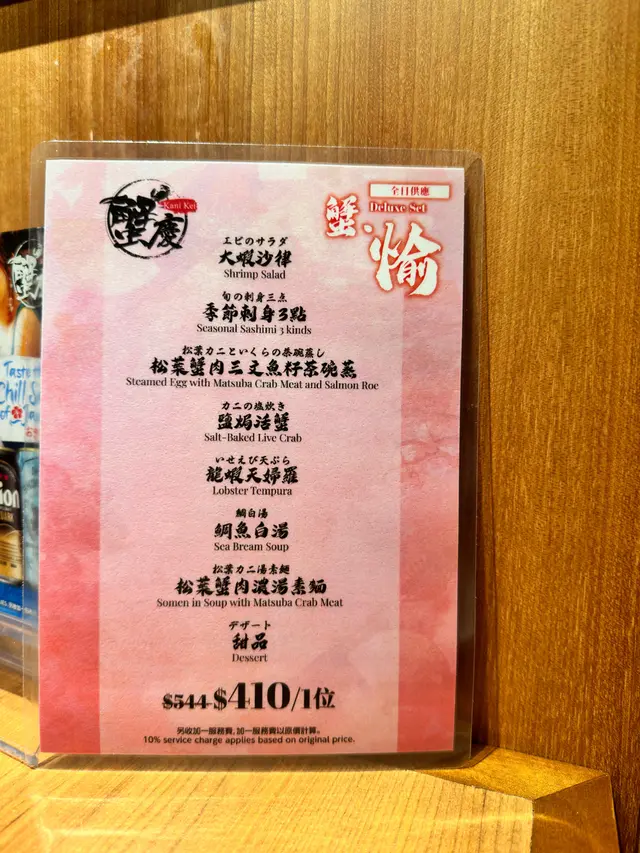 蟹慶
Kani Kei
全日供應
Deluxe Set
蟹・愉
エビのサラダ
大蝦沙律
Shrimp Salad
旬の刺身三点
季節刺身3點
Seasonal Sashimi 3 kinds
松葉カニといくらの茶碗蒸し
松葉蟹肉三文魚籽茶碗蒸
Steamed Egg with Matsuba Crab Meat and Salmon Roe
カニの塩炊き
鹽焗活蟹
Salt-Baked Live Crab
いせえび天ぷら
龍蝦天婦羅
Lobster Tempura
鯛白湯
鯛魚白湯
Sea Bream Soup
松葉カニ湯素麺
松葉蟹肉濃湯素麵
Somen in Soup with Matsuba Crab Meat
デザート
甜品
Dessert
$544 $410/1位
另收加一服務費,加一服務費以原價計算。
10% service charge applies based on original price.